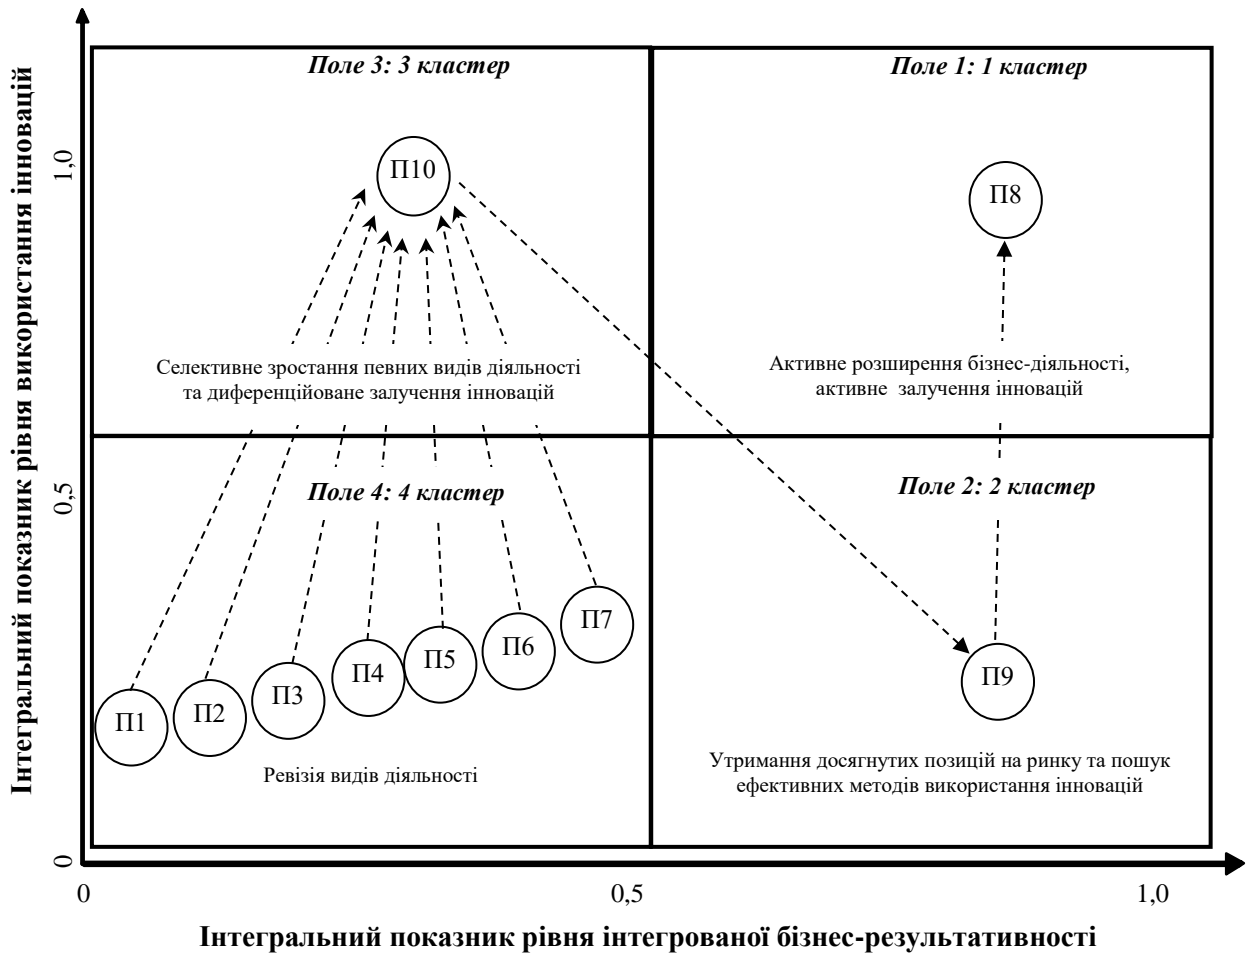 Інтегральний показник рівня використання інновацій
1,0
0,5
0
Поле 3: 3 кластер
П10
Селективне зростання певних видів діяльності
та диференційоване залучення інновацій
Поле 1: 1 кластер
П8
Активне розширення бізнес-діяльності,
активне залучення інновацій
Поле 4: 4 кластер
П1
П2
П3
П4
П5
П6
П7
Ревізія видів діяльності
Поле 2: 2 кластер
П9
Утримання досягнутих позицій на ринку та пошук
ефективних методів використання інновацій
0
0,5
1,0
Інтегральний показник рівня інтегрованої бізнес-результативності